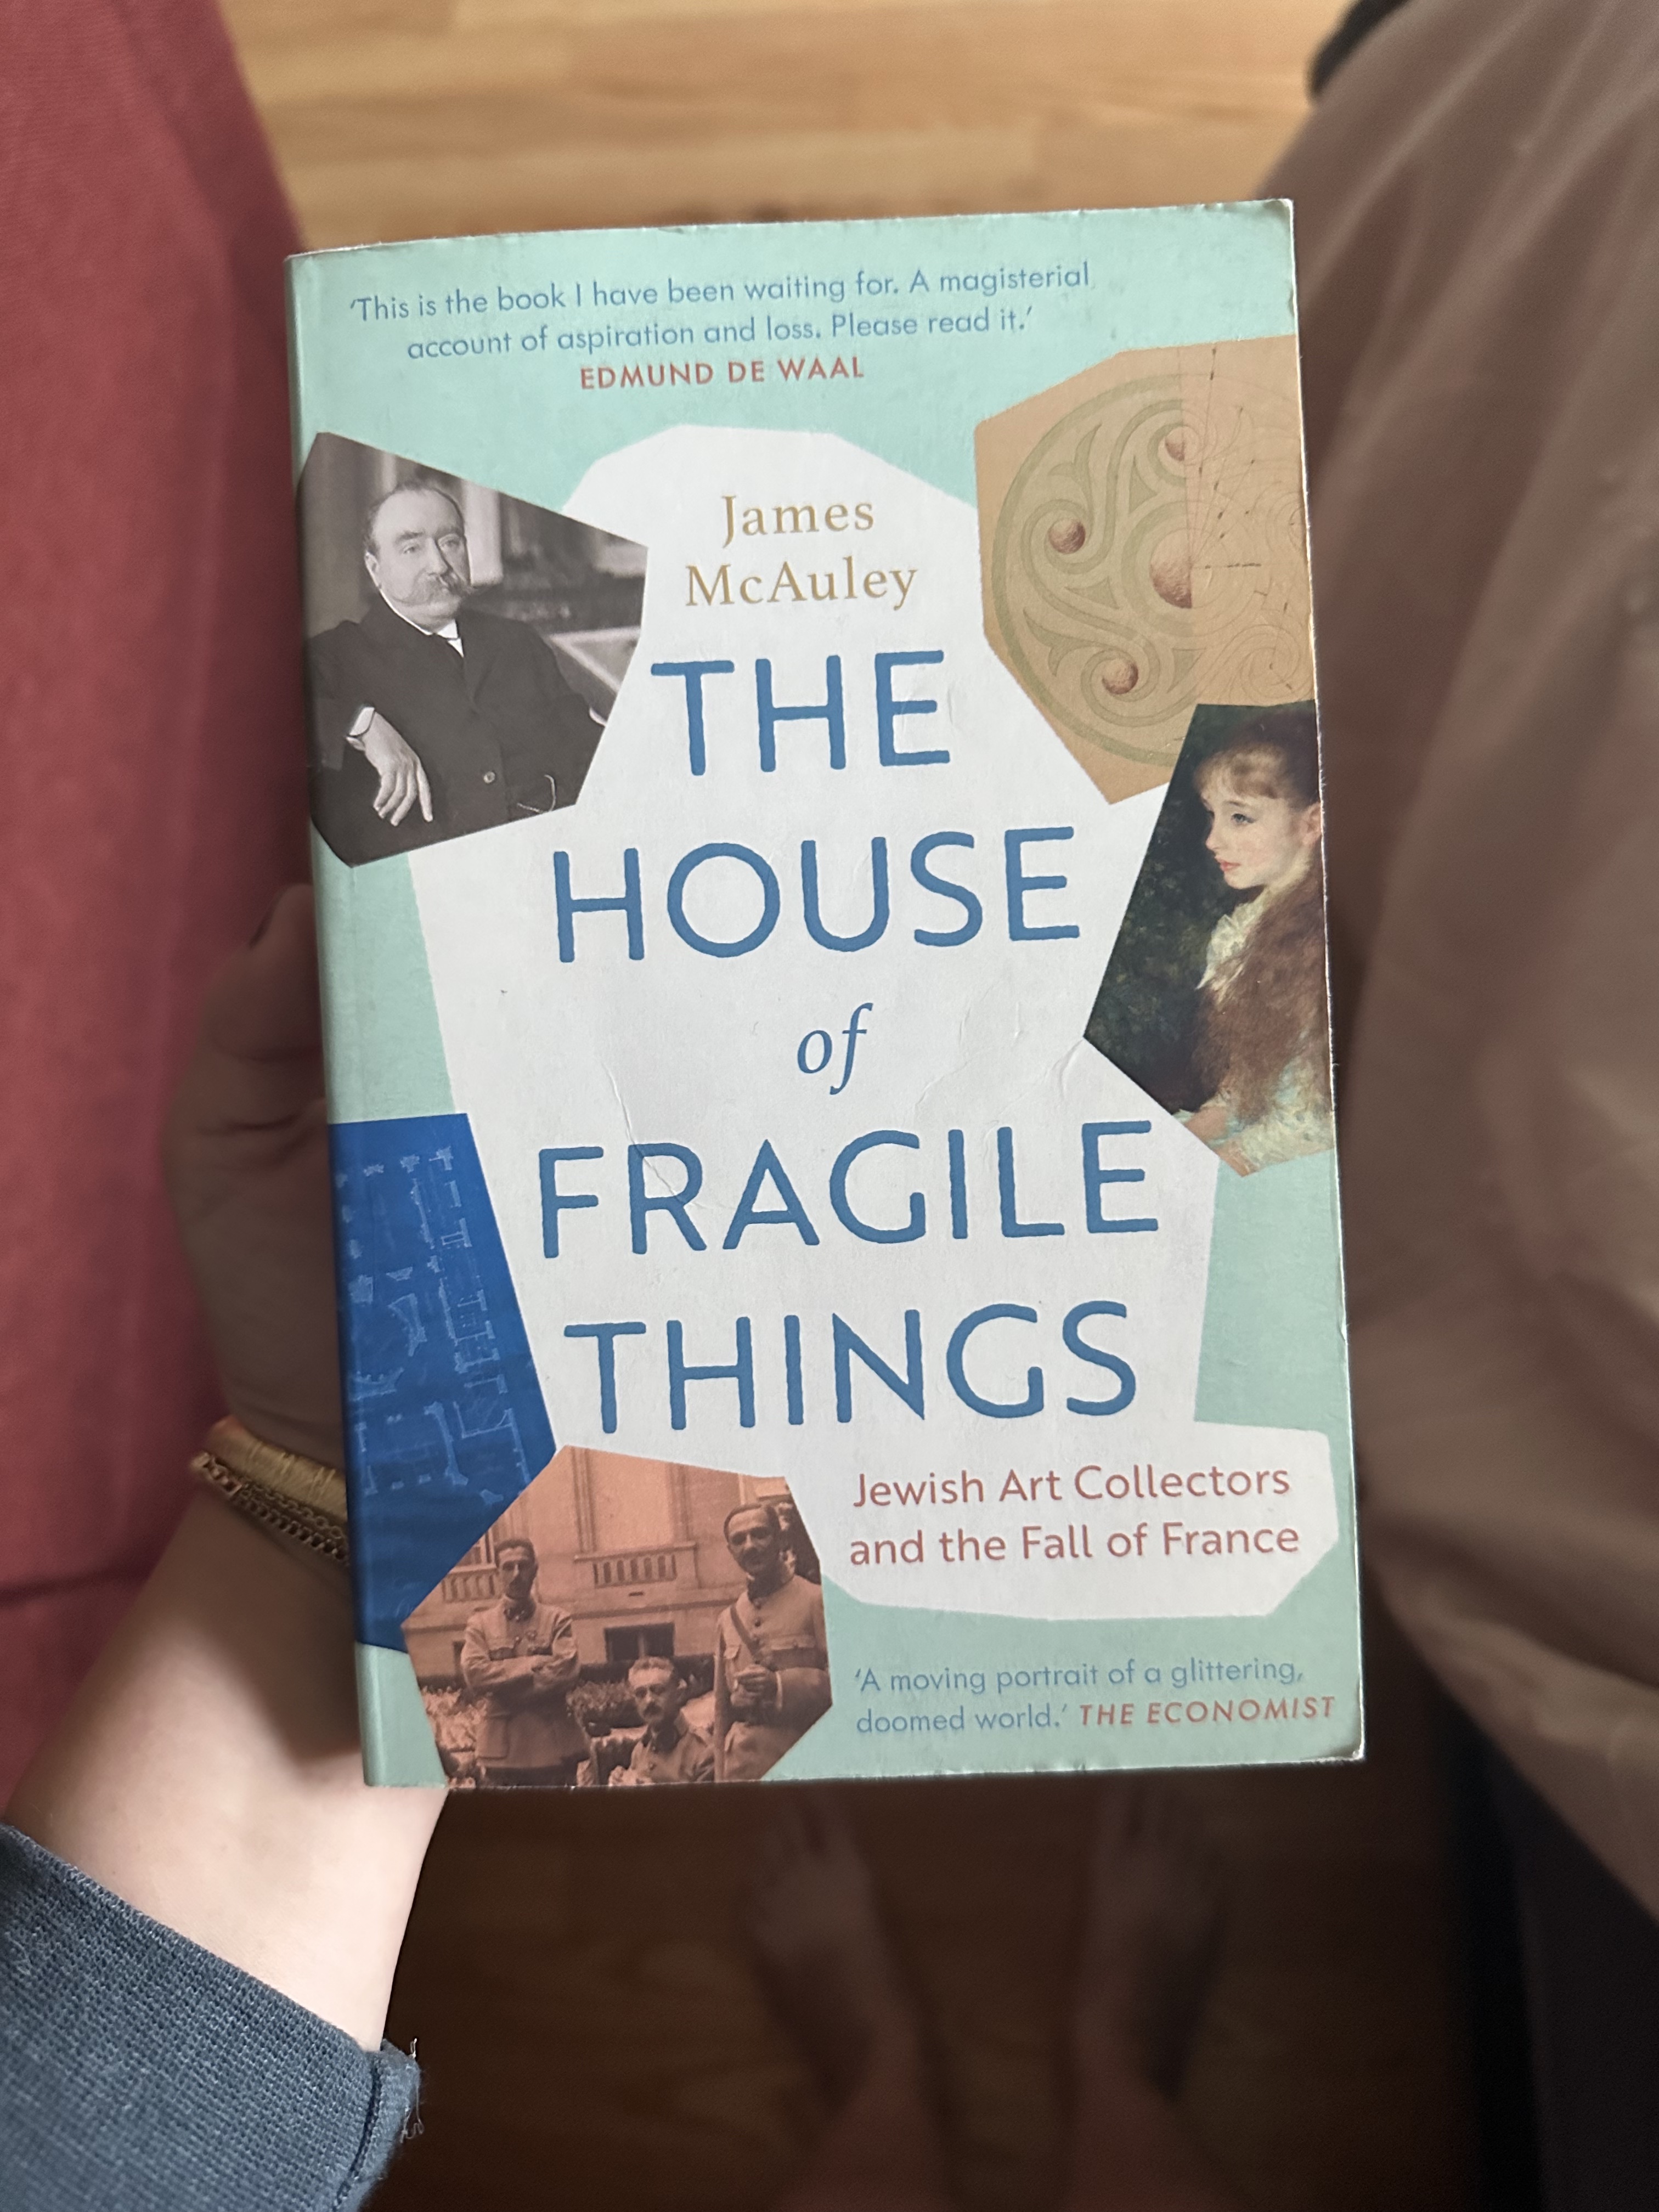 ‘This is the book I have been waiting for. A magisterial
account of aspiration and loss. Please read it.’
EDMUND DE WAAL
James
McAuley
THE
HOUSE
of
FRAGILE
THINGS
Jewish Art Collectors
and the Fall of France
‘A moving portrait of a glittering,
doomed world.’ THE ECONOMIST